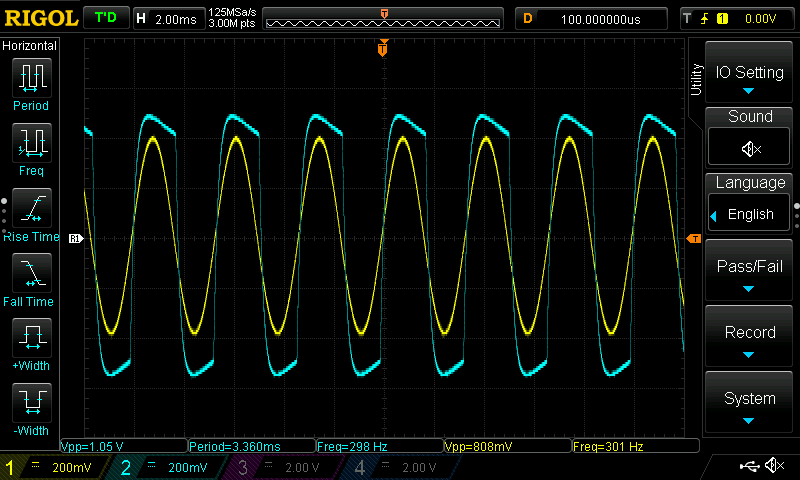 RIGOL T'D H 2.00ms 125MSa/s 3.00M pts T D 100.000000us T 1 0.00V
Horizontal
Period
Freq
Rise Time
Fall Time
+Width
-Width
T
R1
T
Utility
IO Setting
Sound
Language
English
Pass/Fail
Record
System
Vpp=1.05 V Period=3.360ms Freq=298 Hz Vpp=808mV Freq=301 Hz
1 200mV 2 200mV 3 2.00 V 4 2.00 V